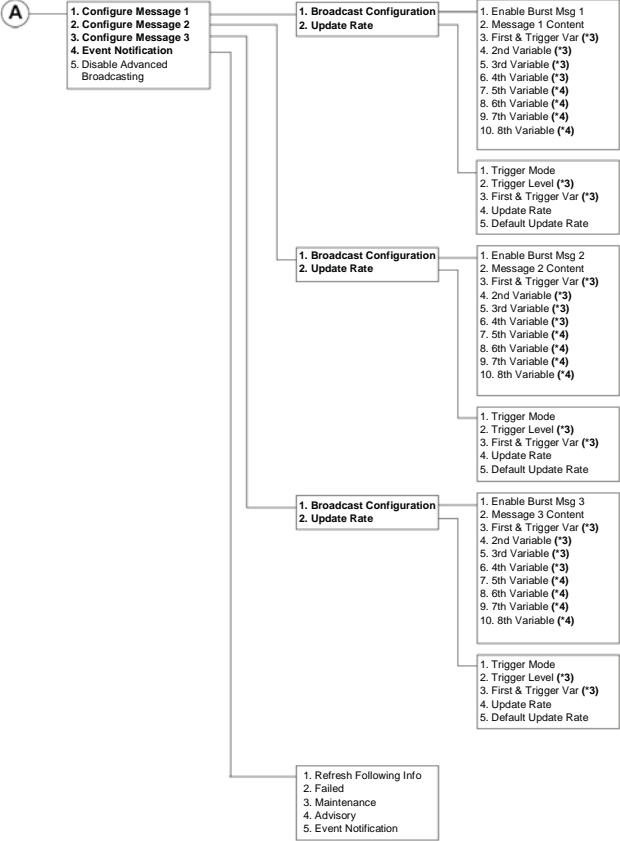 A
1. Configure Message 1
2. Configure Message 2
3. Configure Message 3
4. Event Notification
5. Disable Advanced
Broadcasting
1. Broadcast Configuration
2. Update Rate
1. Enable Burst Msg 1
2. Message 1 Content
3. First & Trigger Var (*3)
4. 2nd Variable (*3)
5. 3rd Variable (*3)
6. 4th Variable (*3)
7. 5th Variable (*4)
8. 6th Variable (*4)
9. 7th Variable (*4)
10. 8th Variable (*4)
1. Trigger Mode
2. Trigger Level (*3)
3. First & Trigger Var (*3)
4. Update Rate
5. Default Update Rate
1. Broadcast Configuration
2. Update Rate
1. Enable Burst Msg 2
2. Message 2 Content
3. First & Trigger Var (*3)
4. 2nd Variable (*3)
5. 3rd Variable (*3)
6. 4th Variable (*3)
7. 5th Variable (*4)
8. 6th Variable (*4)
9. 7th Variable (*4)
10. 8th Variable (*4)
1. Trigger Mode
2. Trigger Level (*3)
3. First & Trigger Var (*3)
4. Update Rate
5. Default Update Rate
1. Broadcast Configuration
2. Update Rate
1. Enable Burst Msg 3
2. Message 3 Content
3. First & Trigger Var (*3)
4. 2nd Variable (*3)
5. 3rd Variable (*3)
6. 4th Variable (*3)
7. 5th Variable (*4)
8. 6th Variable (*4)
9. 7th Variable (*4)
10. 8th Variable (*4)
1. Trigger Mode
2. Trigger Level (*3)
3. First & Trigger Var (*3)
4. Update Rate
5. Default Update Rate
1. Refresh Following Info
2. Failed
3. Maintenance
4. Advisory
5. Event Notification